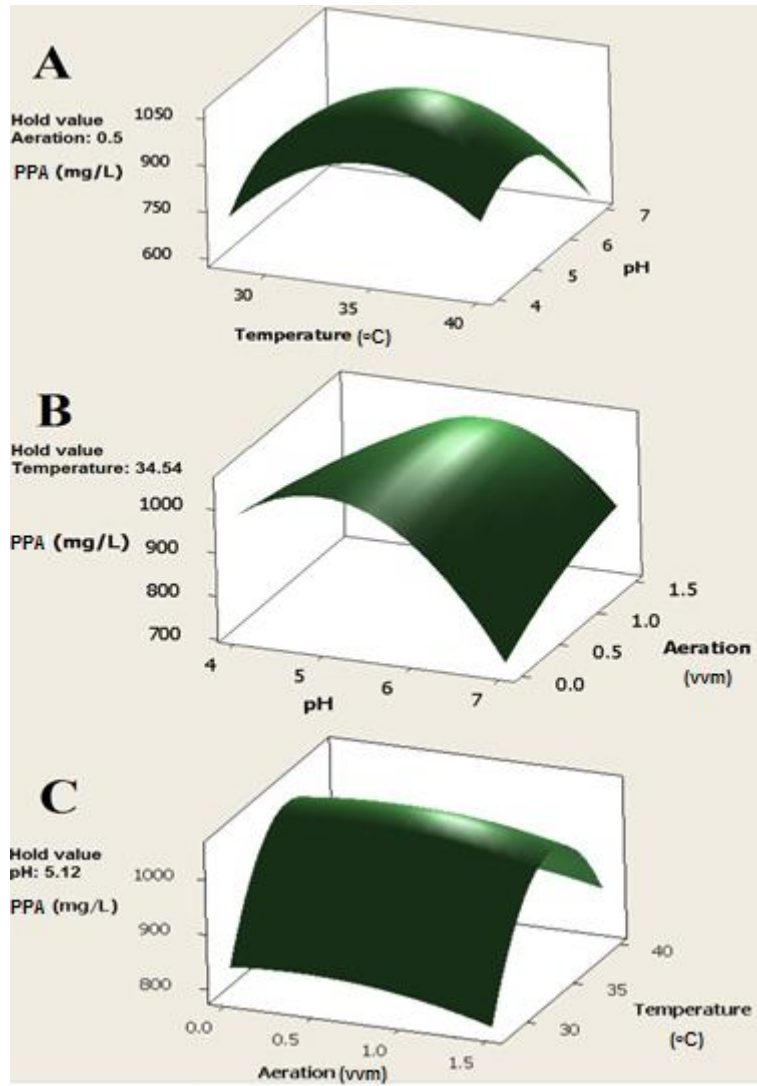 A
Hold value
Aeration: 0.5
PPA (mg/L)
1050
900
750
600
30
35
40
Temperature (°C)
4
5
6
7
pH
B
Hold value
Temperature: 34.54
PPA (mg/L)
1000
900
800
700
4
5
6
7
pH
0.0
0.5
1.0
1.5
Aeration
(vvm)
C
Hold value
pH: 5.12
PPA (mg/L)
1000
900
800
0.0
0.5
1.0
1.5
Aeration (vvm)
30
35
40
Temperature
(°C)